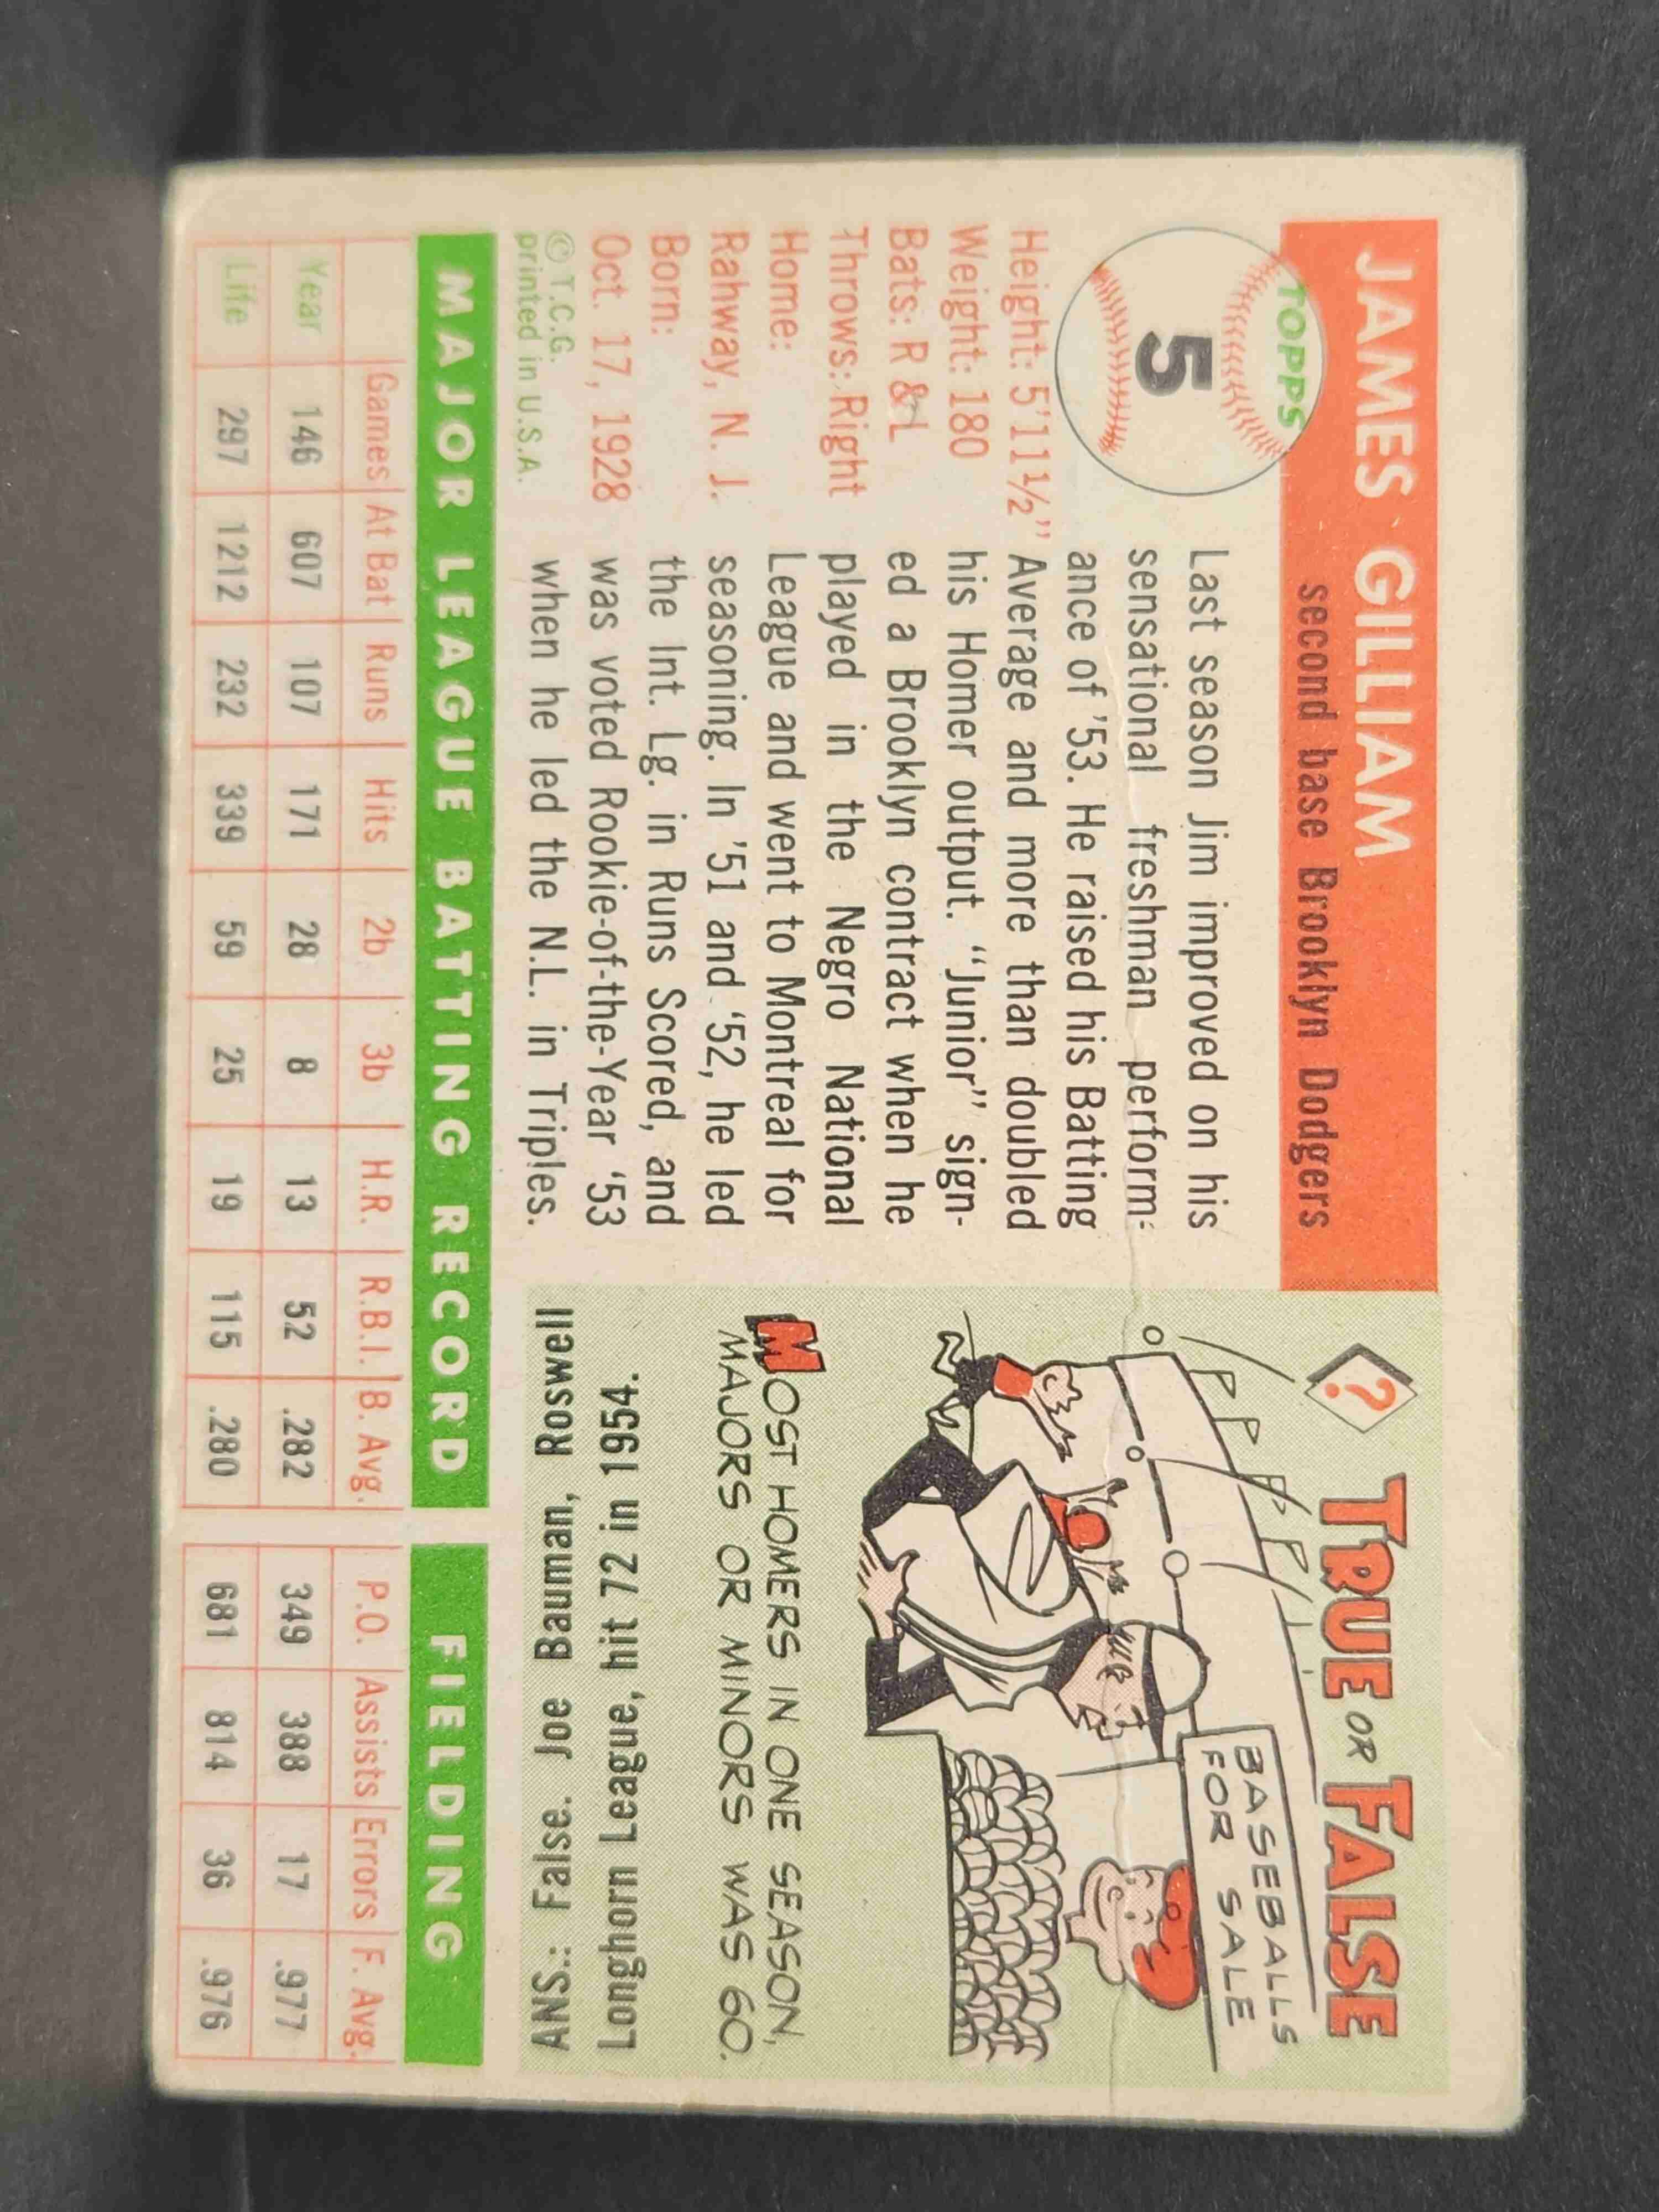 JAMES GILLIAM
second base Brooklyn Dodgers
TOPPS
5
Height: 5'11½"
Weight: 180
Bats: R & L
Throws: Right
Home:
Rahway, N. J.
Born:
Oct. 17, 1928
© T.C.G.
printed in U.S.A.
Last season Jim improved on his
sensational freshman perform-
ance of '53. He raised his Batting
Average and more than doubled
his Homer output. "Junior" sign-
ed a Brooklyn contract when he
played in the Negro National
League and went to Montreal for
seasoning. In '51 and '52, he led
the Int. Lg. in Runs Scored, and
was voted Rookie-of-the-Year '53
when he led the N.L. in Triples.
? TRUE OR FALSE
BASEBALLS
FOR SALE
MOST HOMERS IN ONE SEASON,
MAJORS OR MINORS WAS 60.
ANS.: False. Joe Bauman, Roswell
Longhorn League, hit 72 in 1954.
MAJOR LEAGUE BATTING RECORD FIELDING
Games At Bat Runs Hits 2b 3b H.R. R.B.I. B. Avg. P.O. Assists Errors F. Avg.
Year 146 607 107 171 28 8 13 52 .282 349 388 17 .977
Life 297 1212 232 339 59 25 19 115 .280 681 814 36 .976